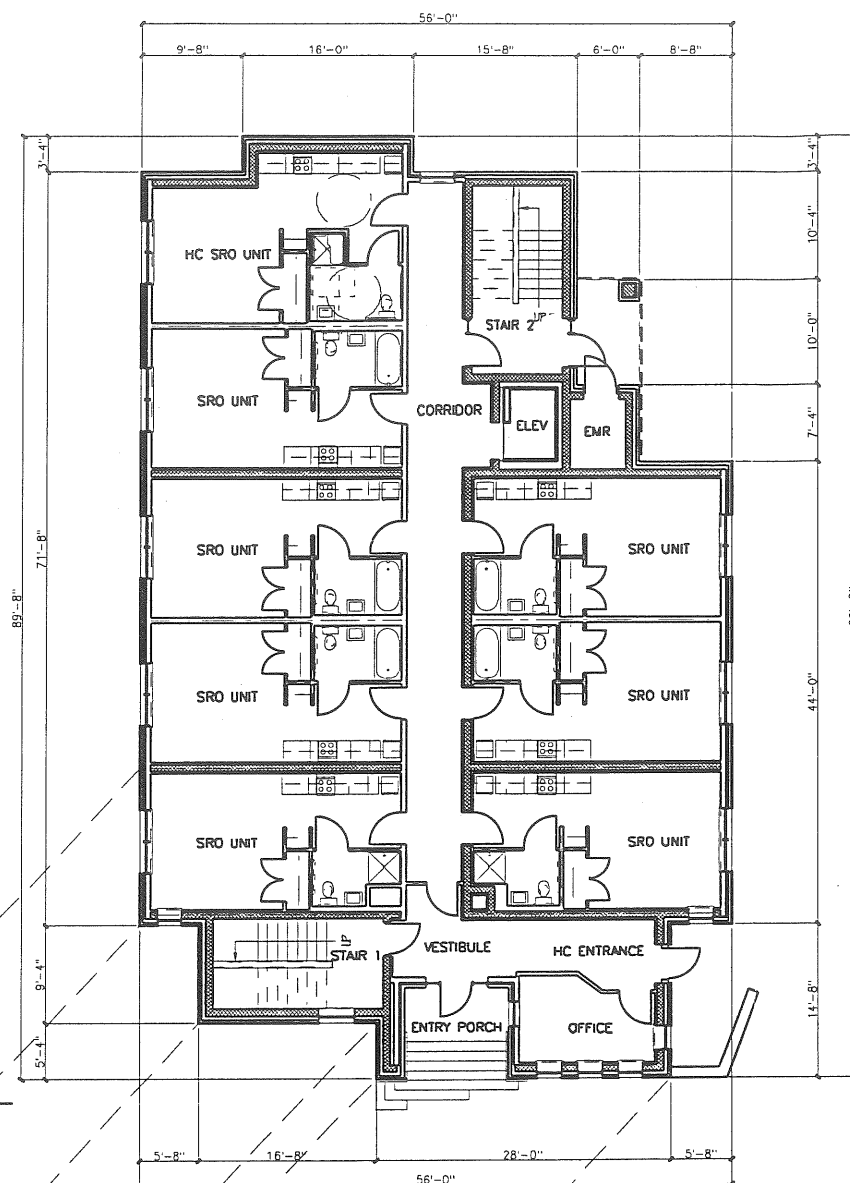 56'-0"
9'-8"
16'-0"
15'-8"
6'-0"
8'-8"
3'-4"
3'-4"
10'-4"
HC SRO UNIT
STAIR 2
UP
10'-0"
SRO UNIT
CORRIDOR
ELEV
EMR
7'-4"
71'-8"
89'-8"
SRO UNIT
SRO UNIT
SRO UNIT
SRO UNIT
44'-0"
SRO UNIT
SRO UNIT
UP
STAIR 1
VESTIBULE
HC ENTRANCE
9'-4"
14'-8"
ENTRY PORCH
OFFICE
5'-4"
5'-8"
16'-8"
28'-0"
5'-8"
56'-0"